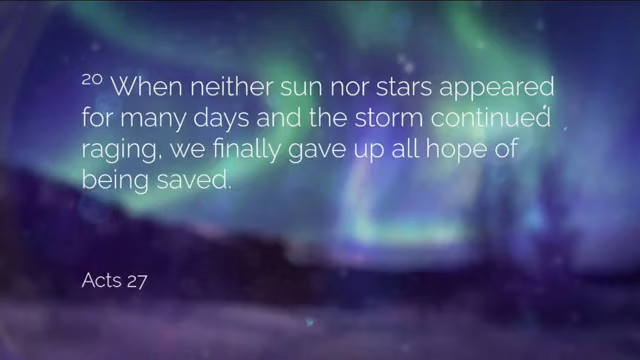 20 When neither sun nor stars appeared
for many days and the storm continued
raging, we finally gave up all hope of
being saved.
Acts 27